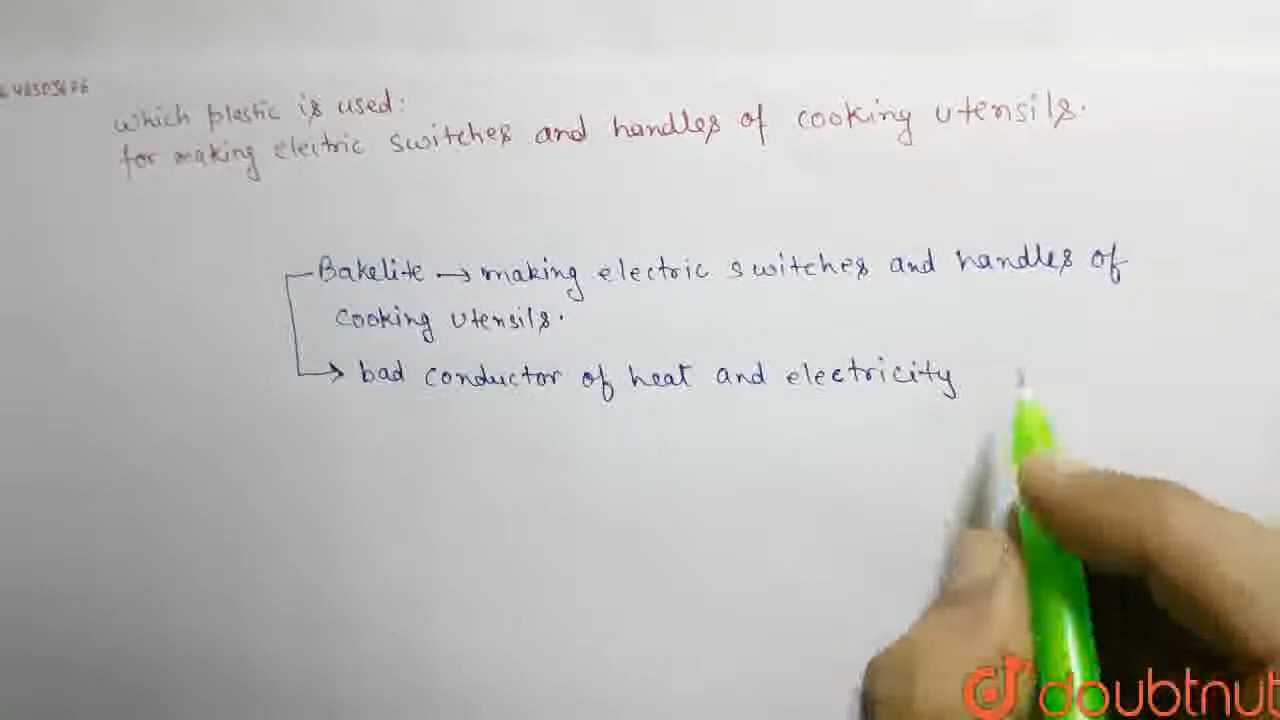 which plastic is used:
for making electric switches and handles of cooking utensils.
Bakelite → making electric switches and handles of
cooking utensils.
→ bad conductor of heat and electricity
doubtnut